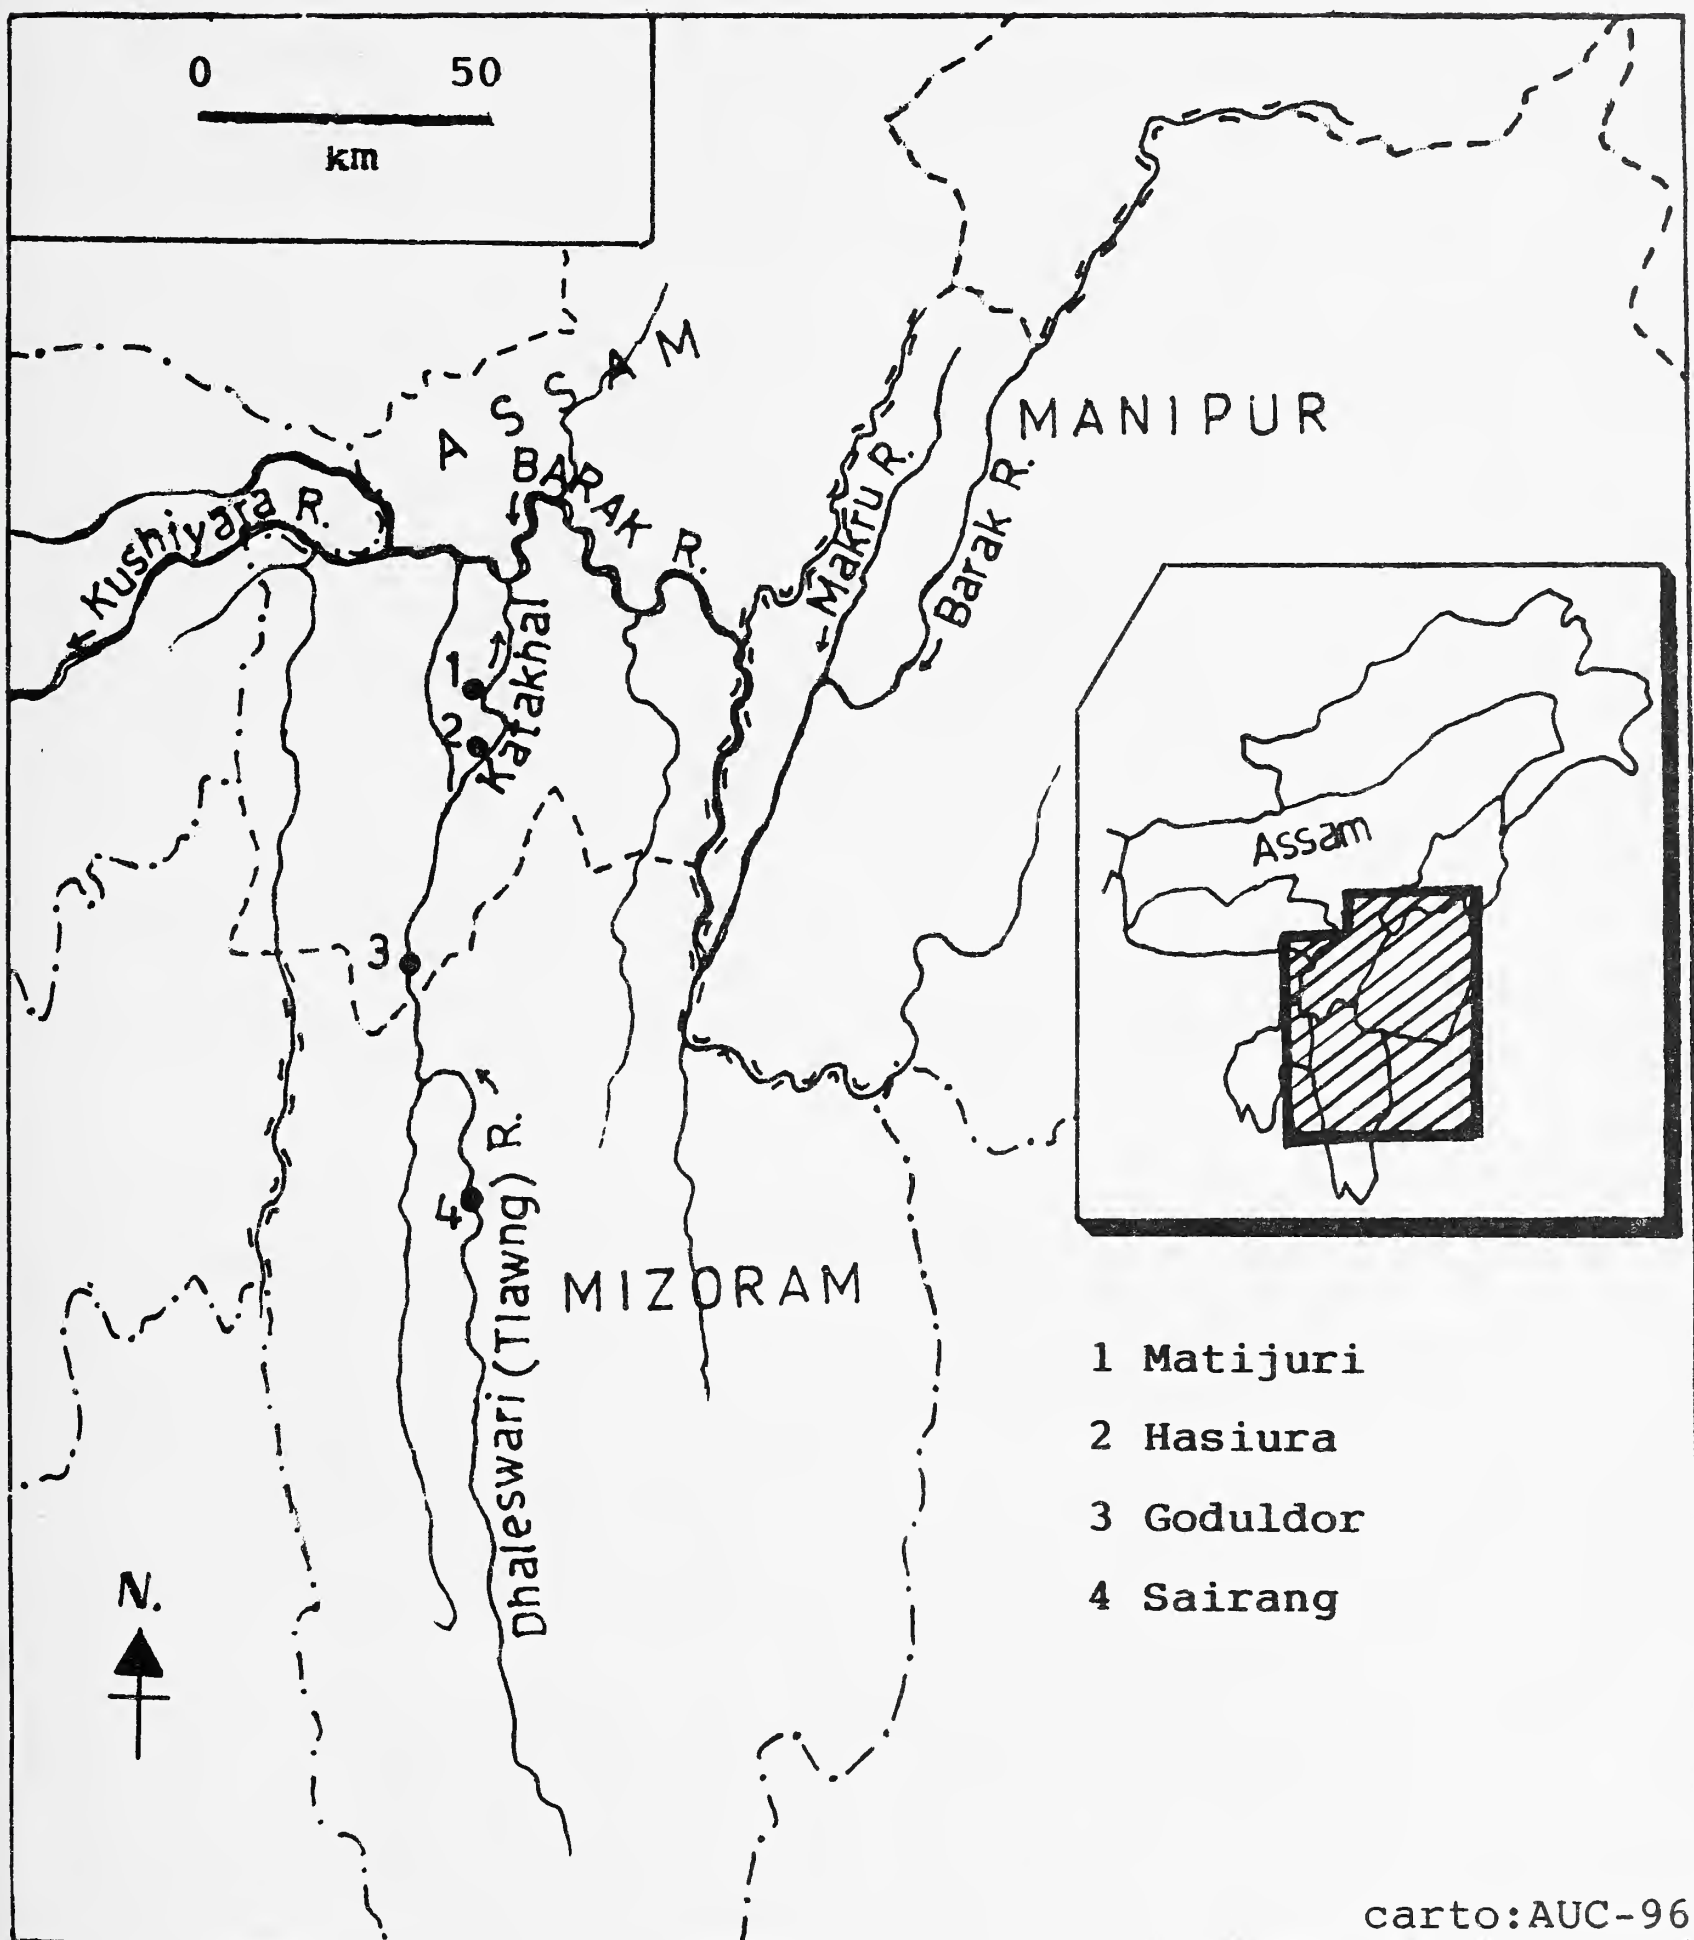 0 50
km
ASSAM
BARAK R.
MANIPUR
Kushiyara R.
Makru R.
Barak R.
Katakhal
1
2
3
4
Assam
Dhaleswari (Tlawng) R.
MIZORAM
1 Matijuri
2 Hasiura
3 Goduldor
4 Sairang
N.
carto:AUC-96